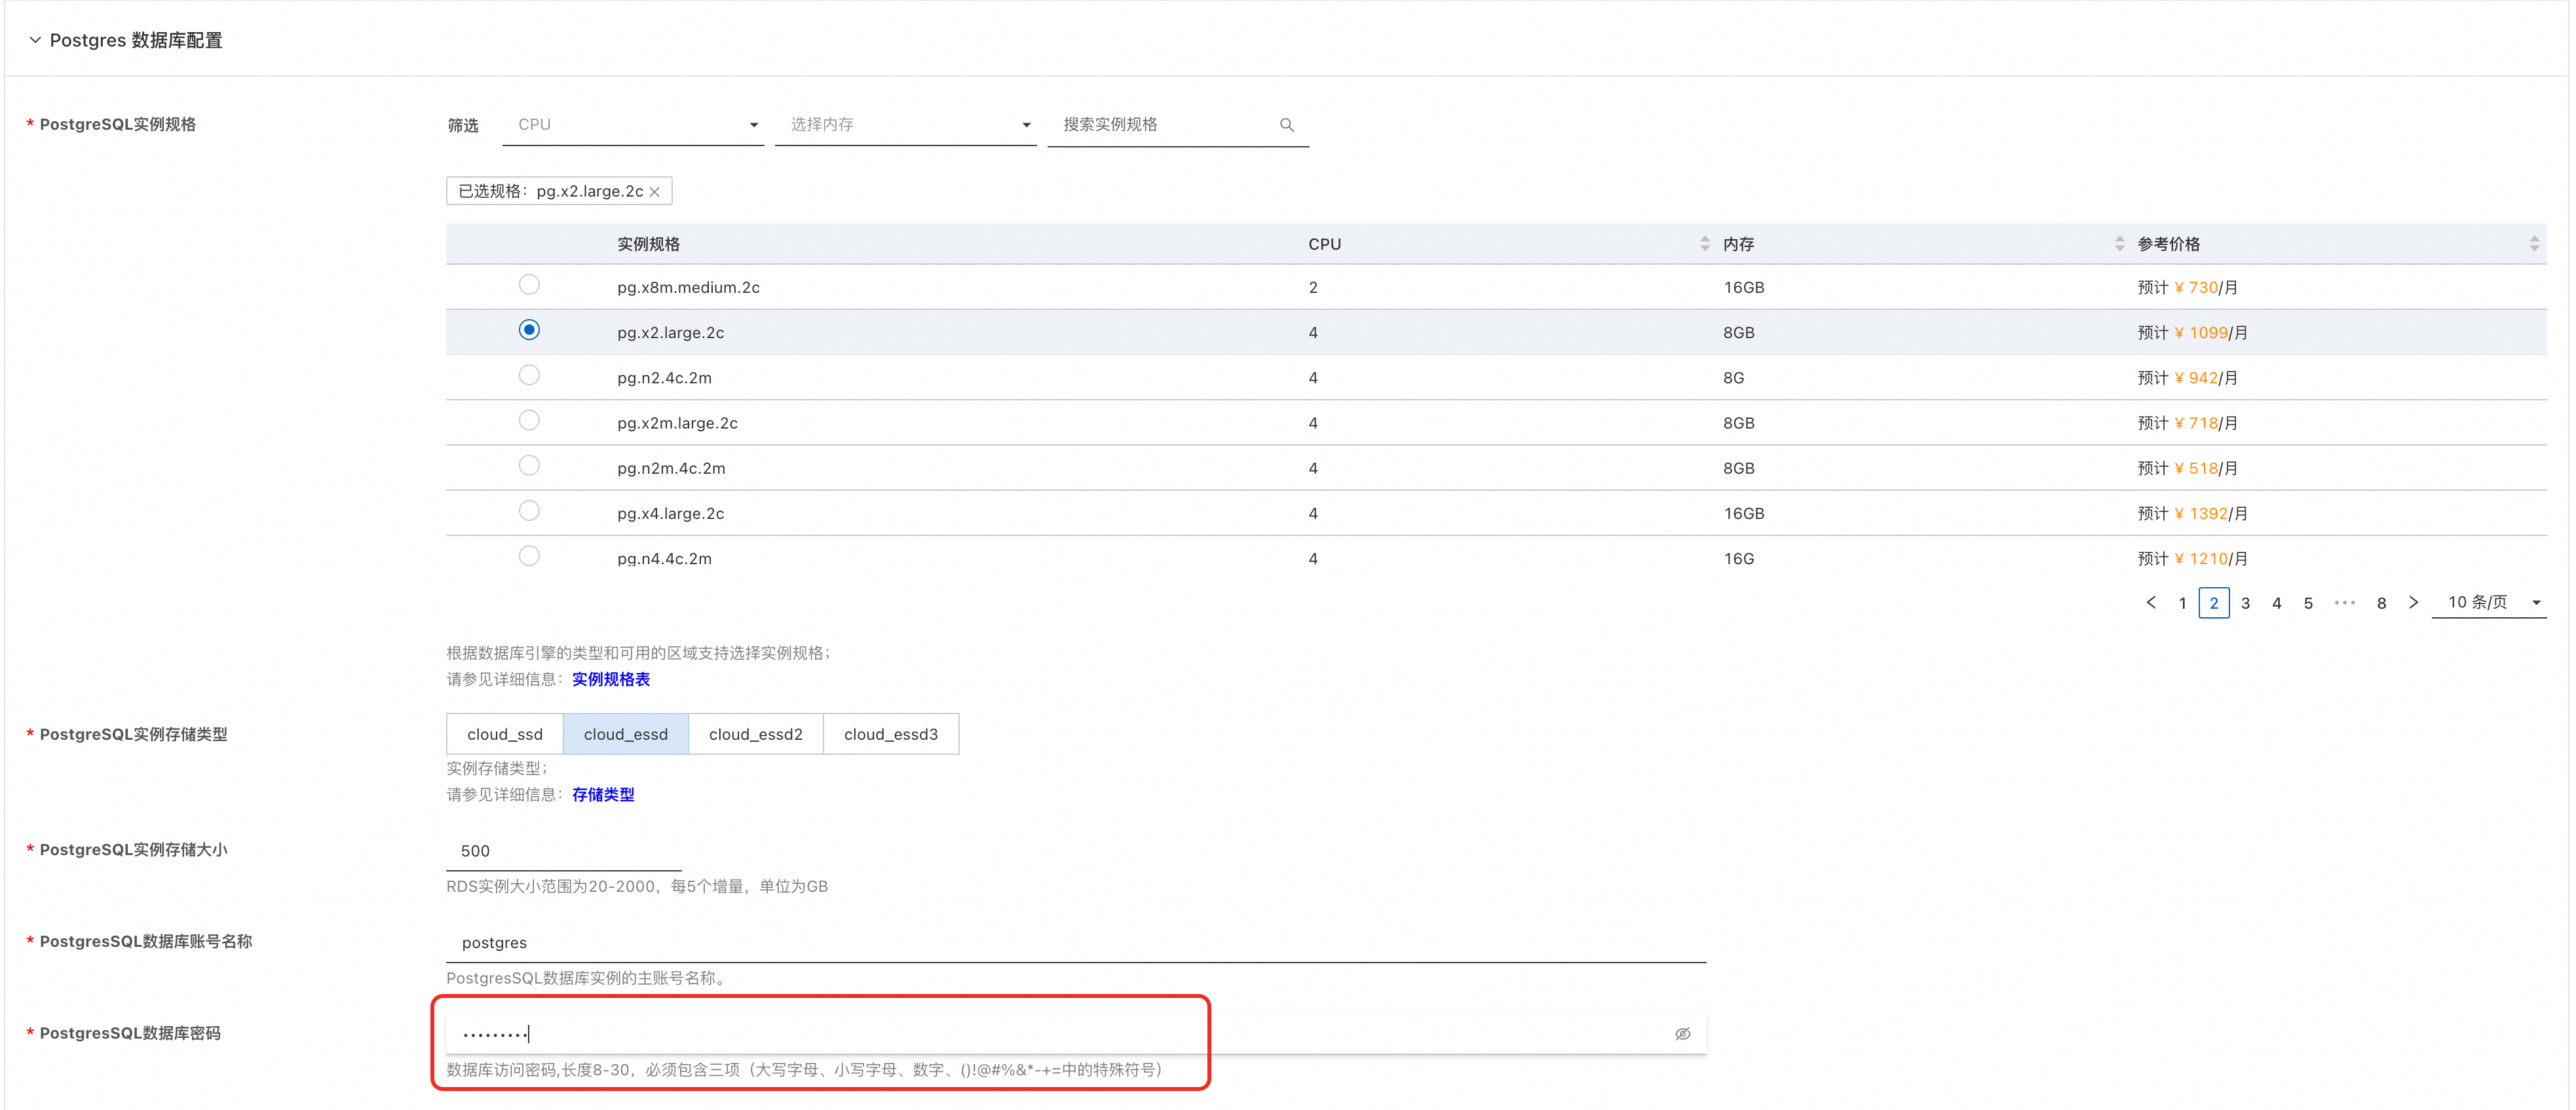 Postgres 数据库配置
* PostgreSQL实例规格
筛选 CPU 选择内存 搜索实例规格
已选规格：pg.x2.large.2c
实例规格 CPU 内存 参考价格
pg.x8m.medium.2c 2 16GB 预计 ¥ 730/月
pg.x2.large.2c 4 8GB 预计 ¥ 1099/月
pg.n2.4c.2m 4 8G 预计 ¥ 942/月
pg.x2m.large.2c 4 8GB 预计 ¥ 718/月
pg.n2m.4c.2m 4 8GB 预计 ¥ 518/月
pg.x4.large.2c 4 16GB 预计 ¥ 1392/月
pg.n4.4c.2m 4 16G 预计 ¥ 1210/月
1 2 3 4 5 ••• 8 10 条/页
根据数据库引擎的类型和可用的区域支持选择实例规格；
请参见详细信息：实例规格表
* PostgreSQL实例存储类型
cloud_ssd cloud_essd cloud_essd2 cloud_essd3
实例存储类型；
请参见详细信息：存储类型
* PostgreSQL实例存储大小
500
RDS实例大小范围为20-2000，每5个增量，单位为GB
* PostgresSQL数据库账号名称
postgres
PostgresSQL数据库实例的主账号名称。
* PostgresSQL数据库密码
•••••••••
数据库访问密码,长度8-30，必须包含三项（大写字母、小写字母、数字、()!@#%&*-+=中的特殊符号）